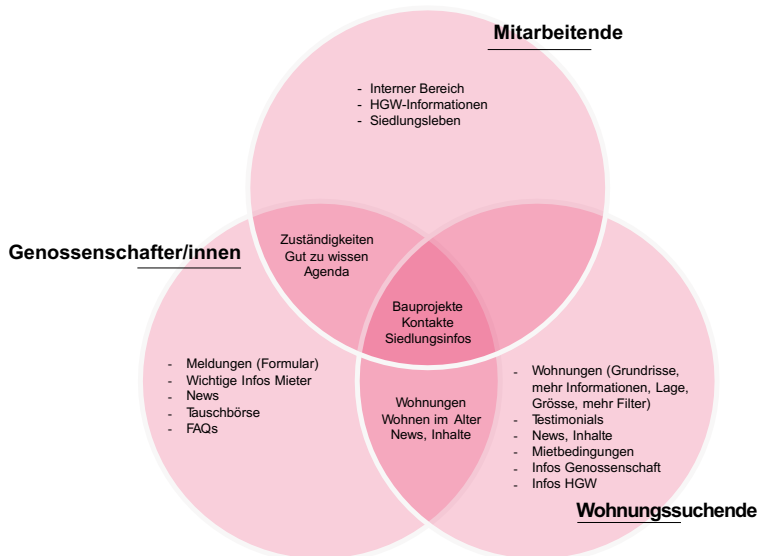 Mitarbeitende
- Interner Bereich
- HGW-Informationen
- Siedlungsleben
Genossenschafter/innen
Zuständigkeiten
Gut zu wissen
Agenda
Bauprojekte
Kontakte
Siedlungsinfos
- Meldungen (Formular)
- Wichtige Infos Mieter
- News
- Tauschbörse
- FAQs
Wohnungen
Wohnen im Alter
News, Inhalte
- Wohnungen (Grundrisse,
mehr Informationen, Lage,
Grösse, mehr Filter)
- Testimonials
- News, Inhalte
- Mietbedingungen
- Infos Genossenschaft
- Infos HGW
Wohnungssuchende